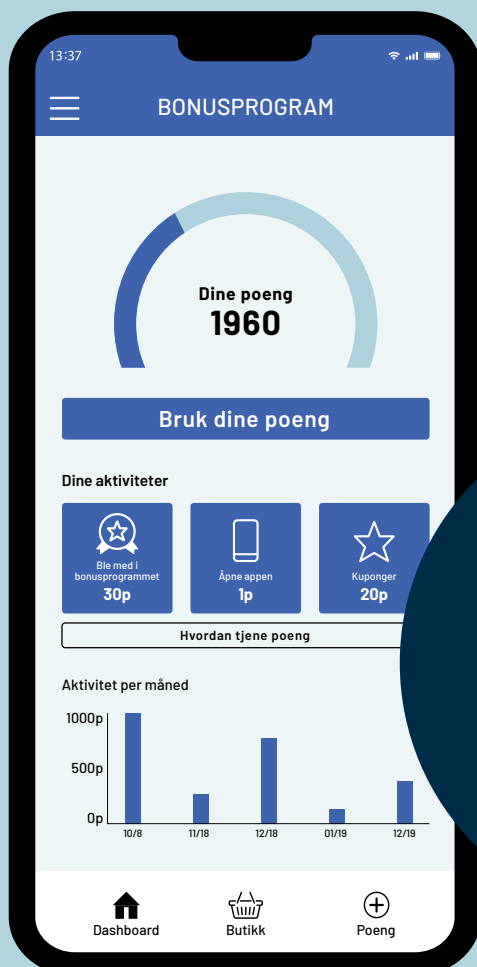 13:37
BONUSPROGRAM
Dine poeng
1960
Bruk dine poeng
Dine aktiviteter
Ble med i
bonusprogrammet
30p
Åpne appen
1p
Kuponger
20p
Hvordan tjene poeng
Aktivitet per måned
1000p
500p
0p
10/8 11/18 12/18 01/19 12/19
Dashboard Butikk Poeng